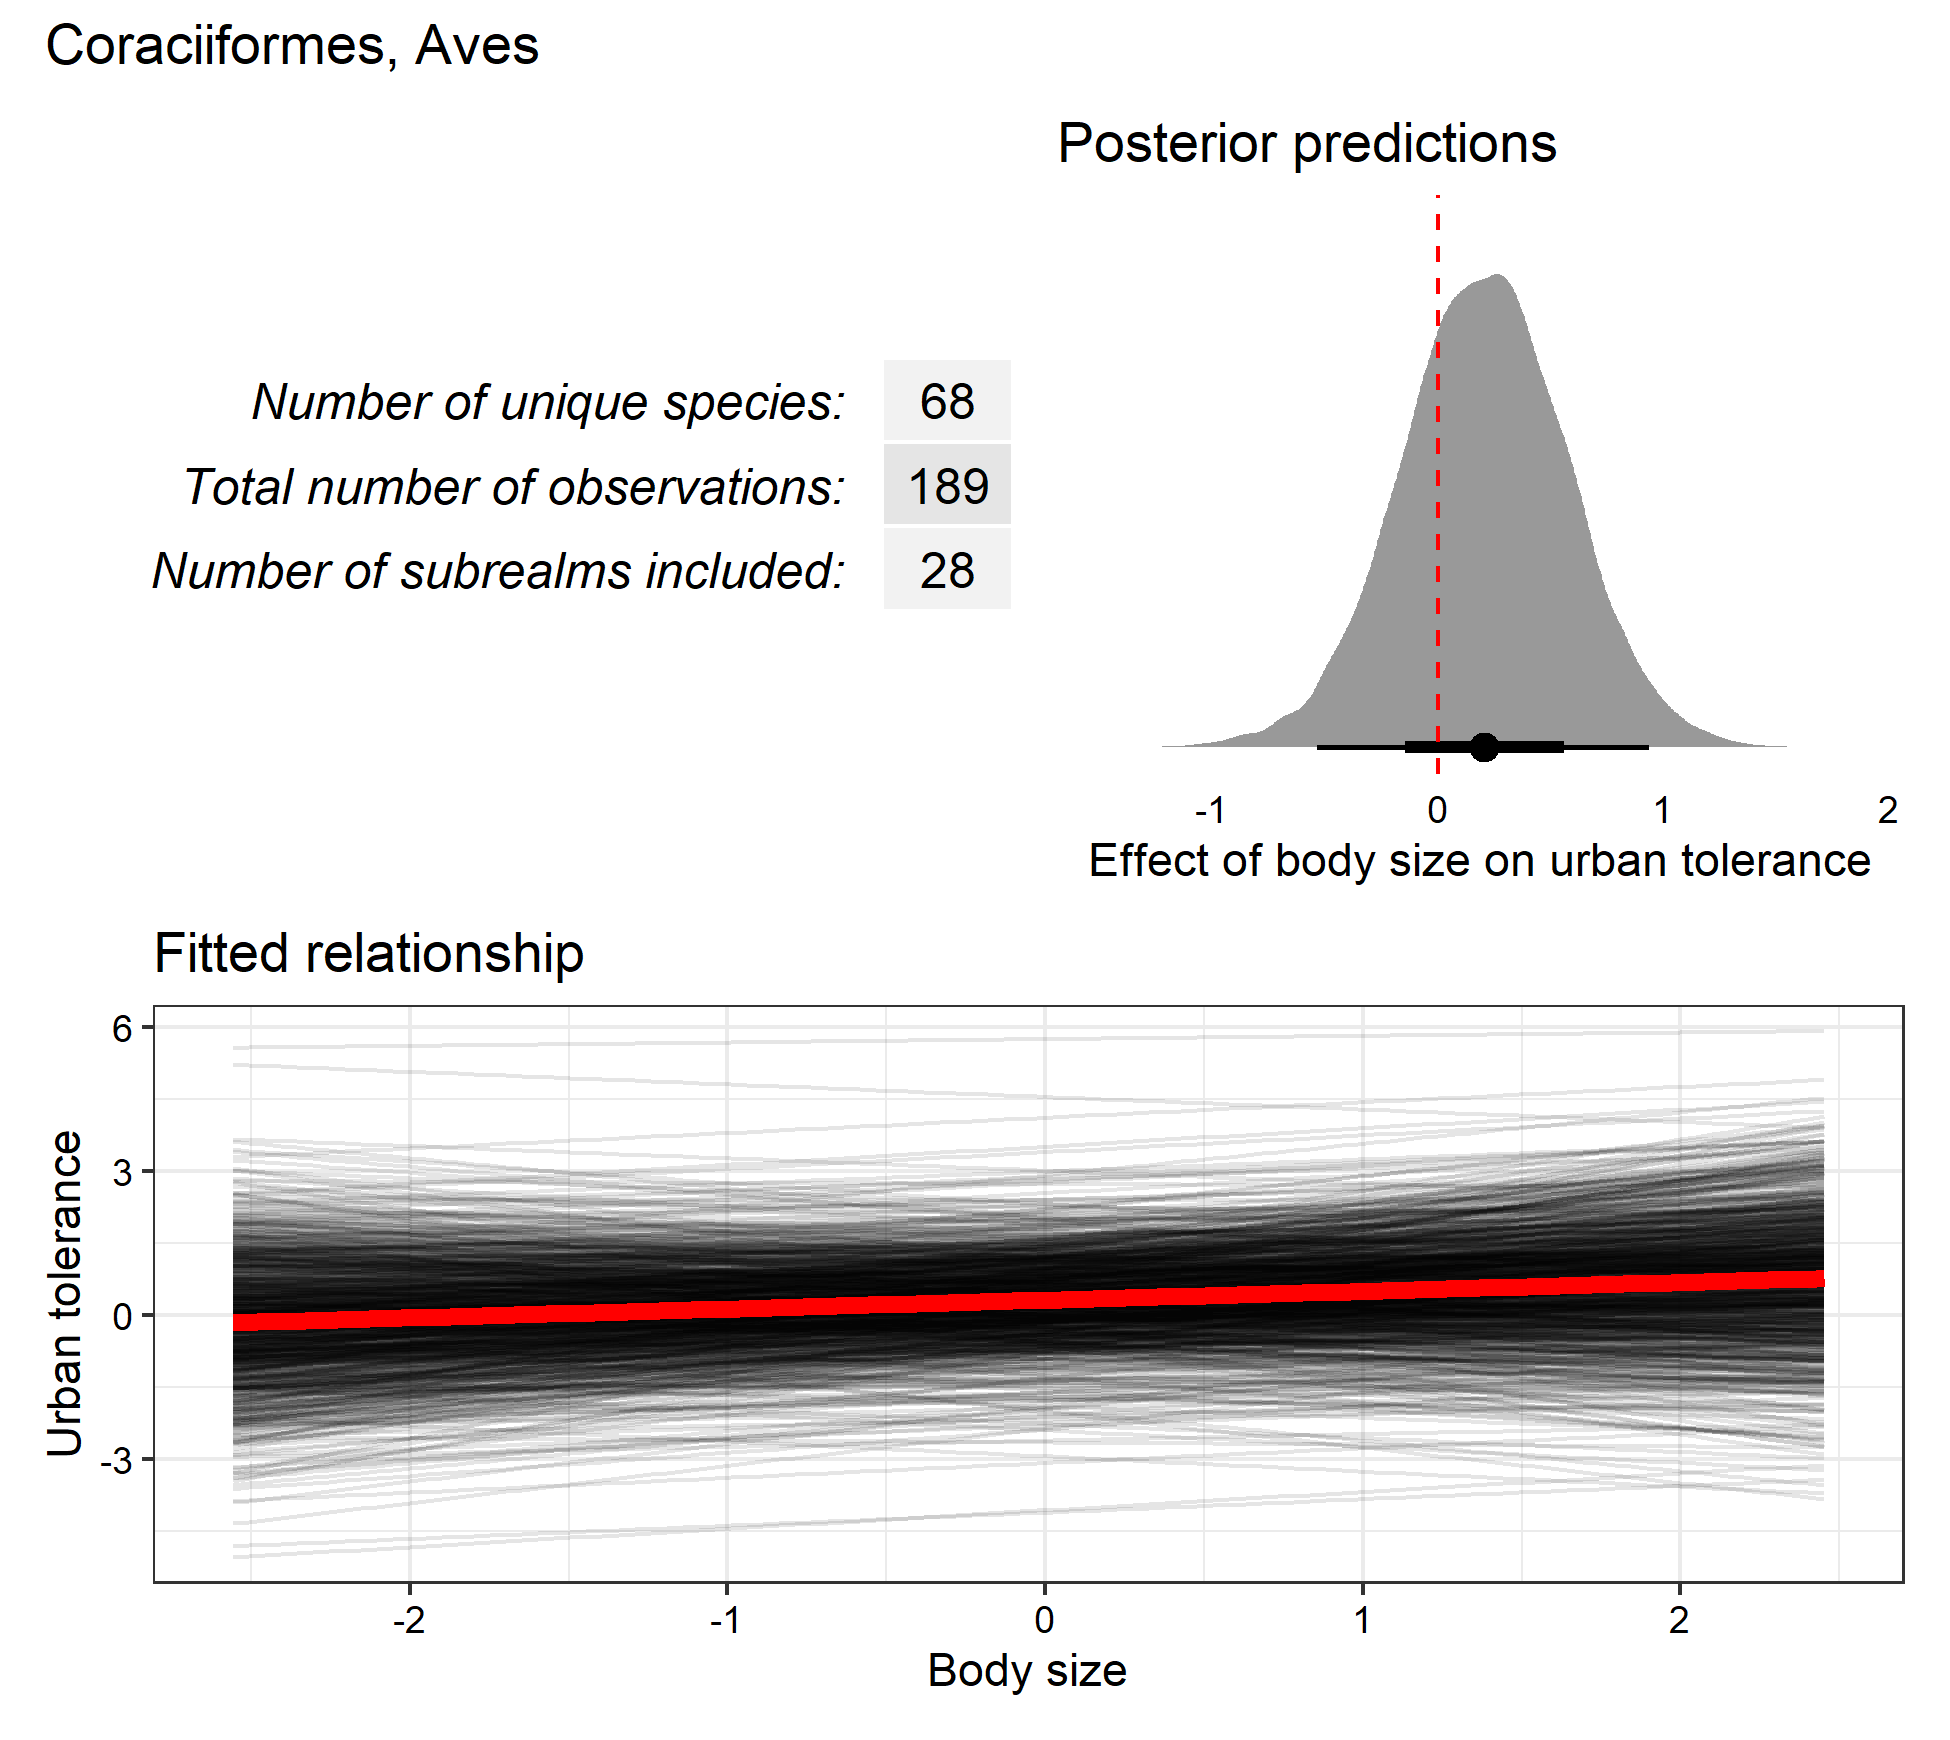 Coraciiformes, Aves
Posterior predictions
Number of unique species: 68
Total number of observations: 189
Number of subrealms included: 28
-1 0 1 2
Effect of body size on urban tolerance
Fitted relationship
Urban tolerance
6
3
0
-3
-2 -1 0 1 2
Body size